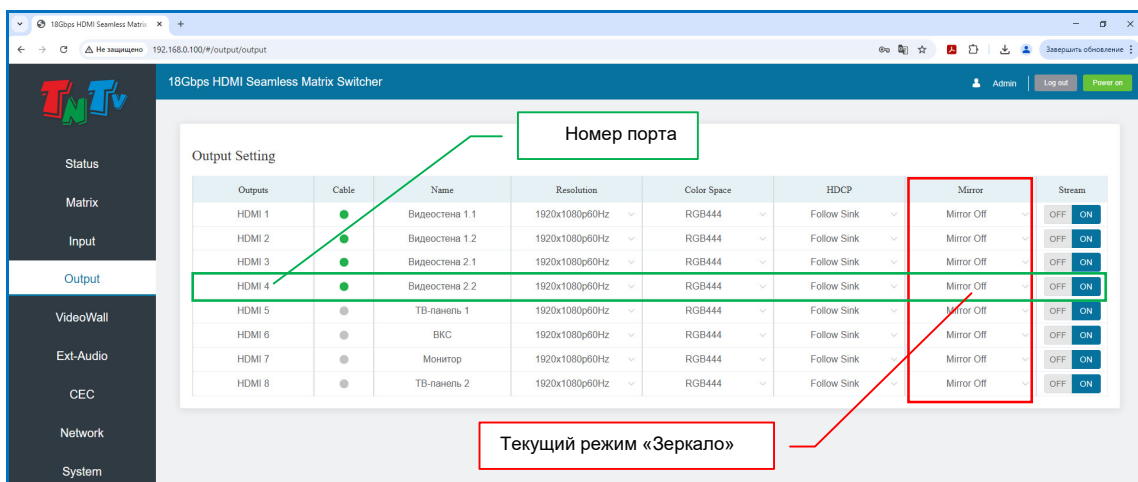 18Gbps HDMI Seamless Matrix
Не защищено 192.168.0.100/#/output/output
Завершить обновление
TNTv
18Gbps HDMI Seamless Matrix Switcher
Admin
Log out
Power on
Номер порта
Status
Matrix
Input
Output
VideoWall
Ext-Audio
CEC
Network
System
Output Setting
Outputs Cable Name Resolution Color Space HDCP Mirror Stream
HDMI 1 Видеостена 1.1 1920x1080p60Hz RGB444 Follow Sink Mirror Off OFF ON
HDMI 2 Видеостена 1.2 1920x1080p60Hz RGB444 Follow Sink Mirror Off OFF ON
HDMI 3 Видеостена 2.1 1920x1080p60Hz RGB444 Follow Sink Mirror Off OFF ON
HDMI 4 Видеостена 2.2 1920x1080p60Hz RGB444 Follow Sink Mirror Off OFF ON
HDMI 5 ТВ-панель 1 1920x1080p60Hz RGB444 Follow Sink Mirror Off OFF ON
HDMI 6 ВКС 1920x1080p60Hz RGB444 Follow Sink Mirror Off OFF ON
HDMI 7 Монитор 1920x1080p60Hz RGB444 Follow Sink Mirror Off OFF ON
HDMI 8 ТВ-панель 2 1920x1080p60Hz RGB444 Follow Sink Mirror Off OFF ON
Текущий режим «Зеркало»